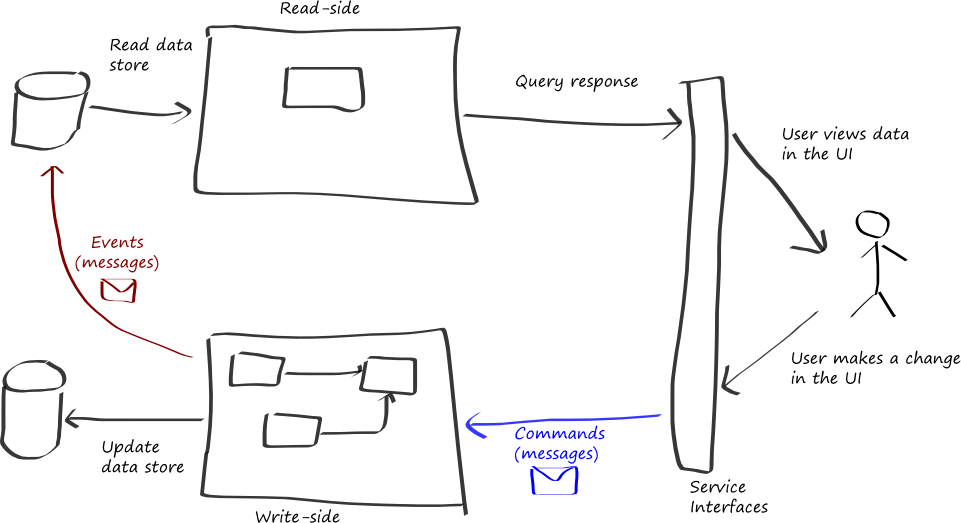 Read-side
Read data
store
Query response
User views data
in the UI
Events
(messages)
User makes a change
in the UI
Commands
(messages)
Update
data store
Service
Interfaces
Write-side